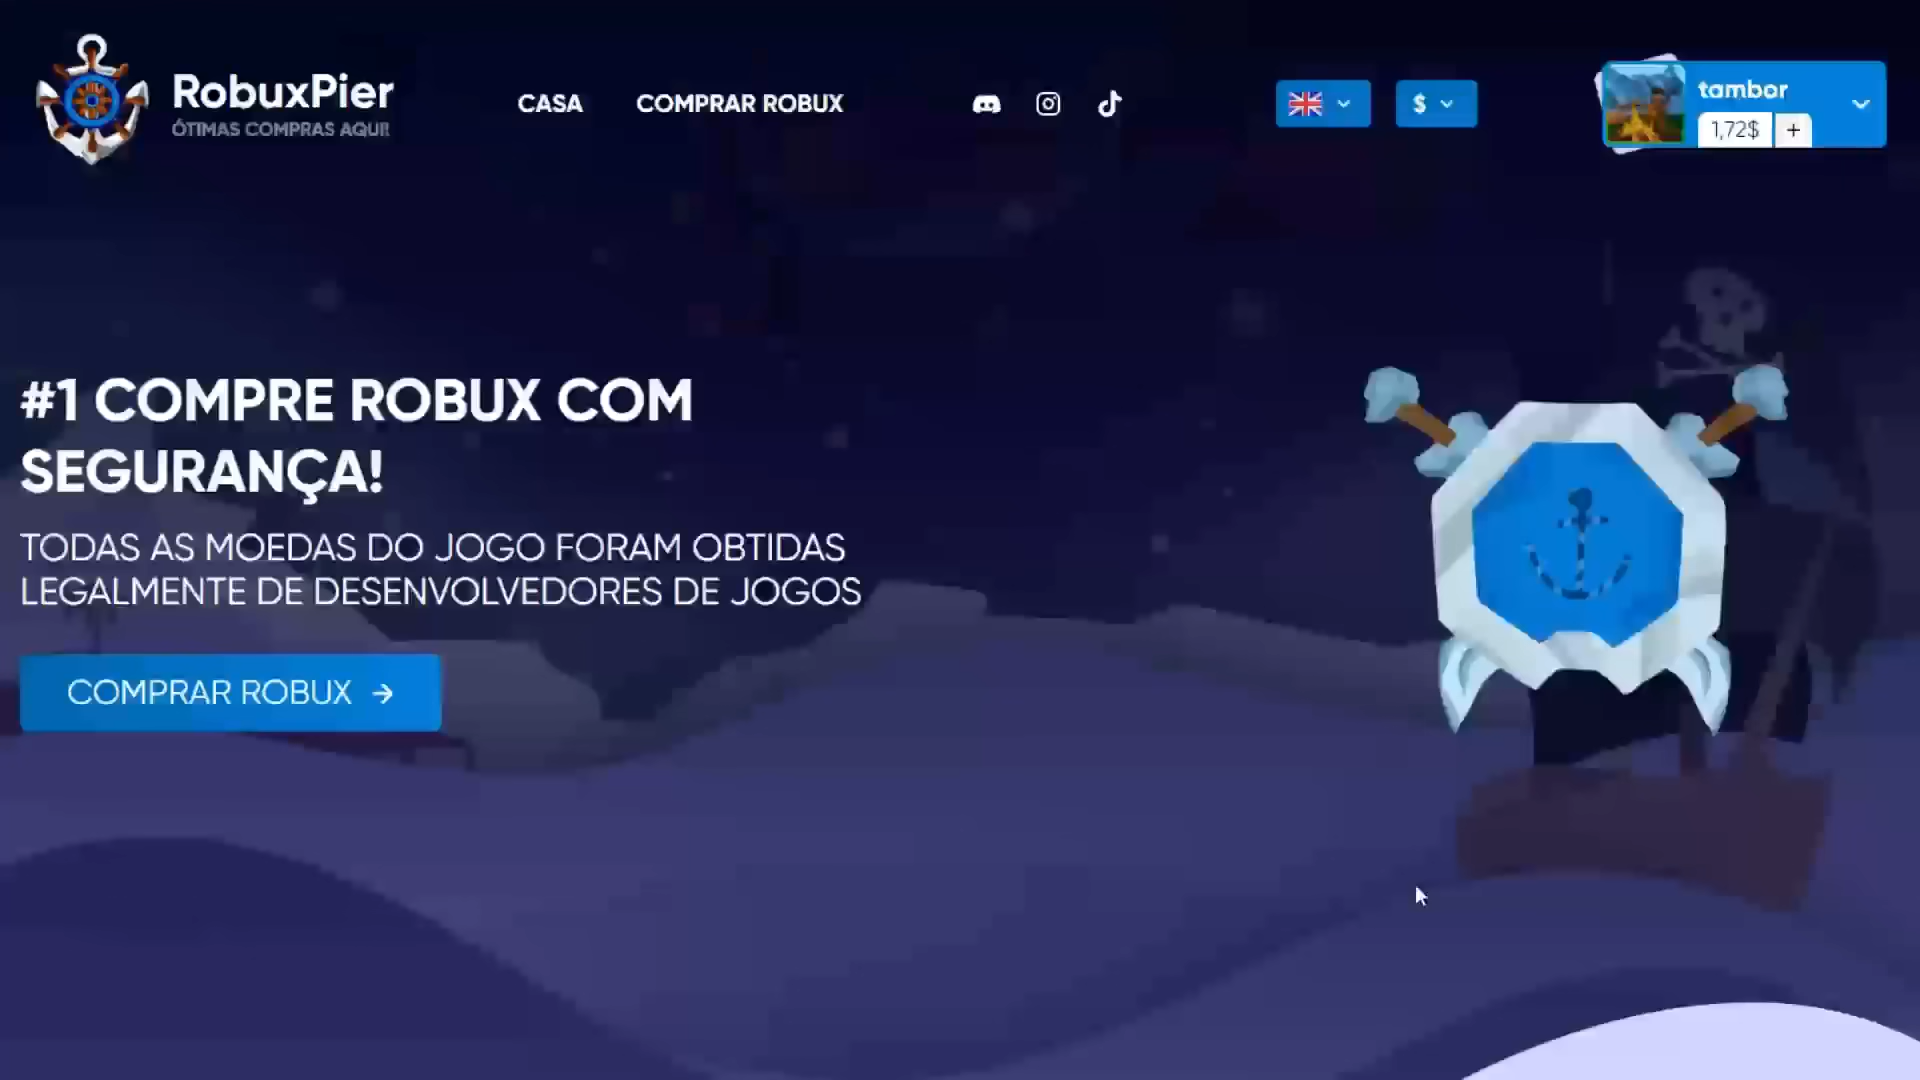 RobuxPier
ÓTIMAS COMPRAS AQUI!
CASA
COMPRAR ROBUX
$
tambor
1,72$
+
#1 COMPRE ROBUX COM
SEGURANÇA!
TODAS AS MOEDAS DO JOGO FORAM OBTIDAS
LEGALMENTE DE DESENVOLVEDORES DE JOGOS
COMPRAR ROBUX →